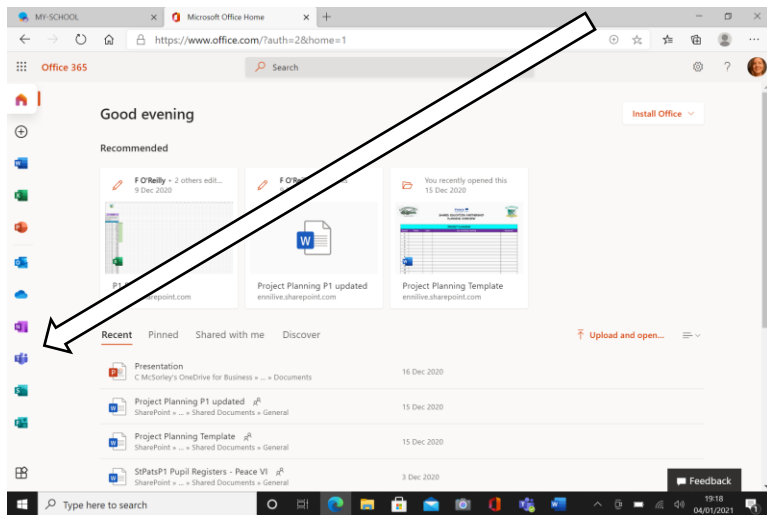 MY-SCHOOL
Microsoft Office Home
https://www.office.com/?auth=2&home=1
Office 365
Search
Good evening
Install Office
Recommended
F O'Reilly + 2 others edit...
9 Dec 2020
You recently opened this
15 Dec 2020
Project Planning P1 updated
ennilive.sharepoint.com
Project Planning Template
ennilive.sharepoint.com
Recent
Pinned
Shared with me
Discover
Upload and open...
Presentation
C McSorley's OneDrive for Business » ... » Documents
16 Dec 2020
Project Planning P1 updated
SharePoint » ... » Shared Documents » General
15 Dec 2020
Project Planning Template
SharePoint » ... » Shared Documents » General
15 Dec 2020
StPatsP1 Pupil Registers - Peace VI
SharePoint » ... » Shared Documents » General
3 Dec 2020
Feedback
Type here to search
19:18
04/01/2021